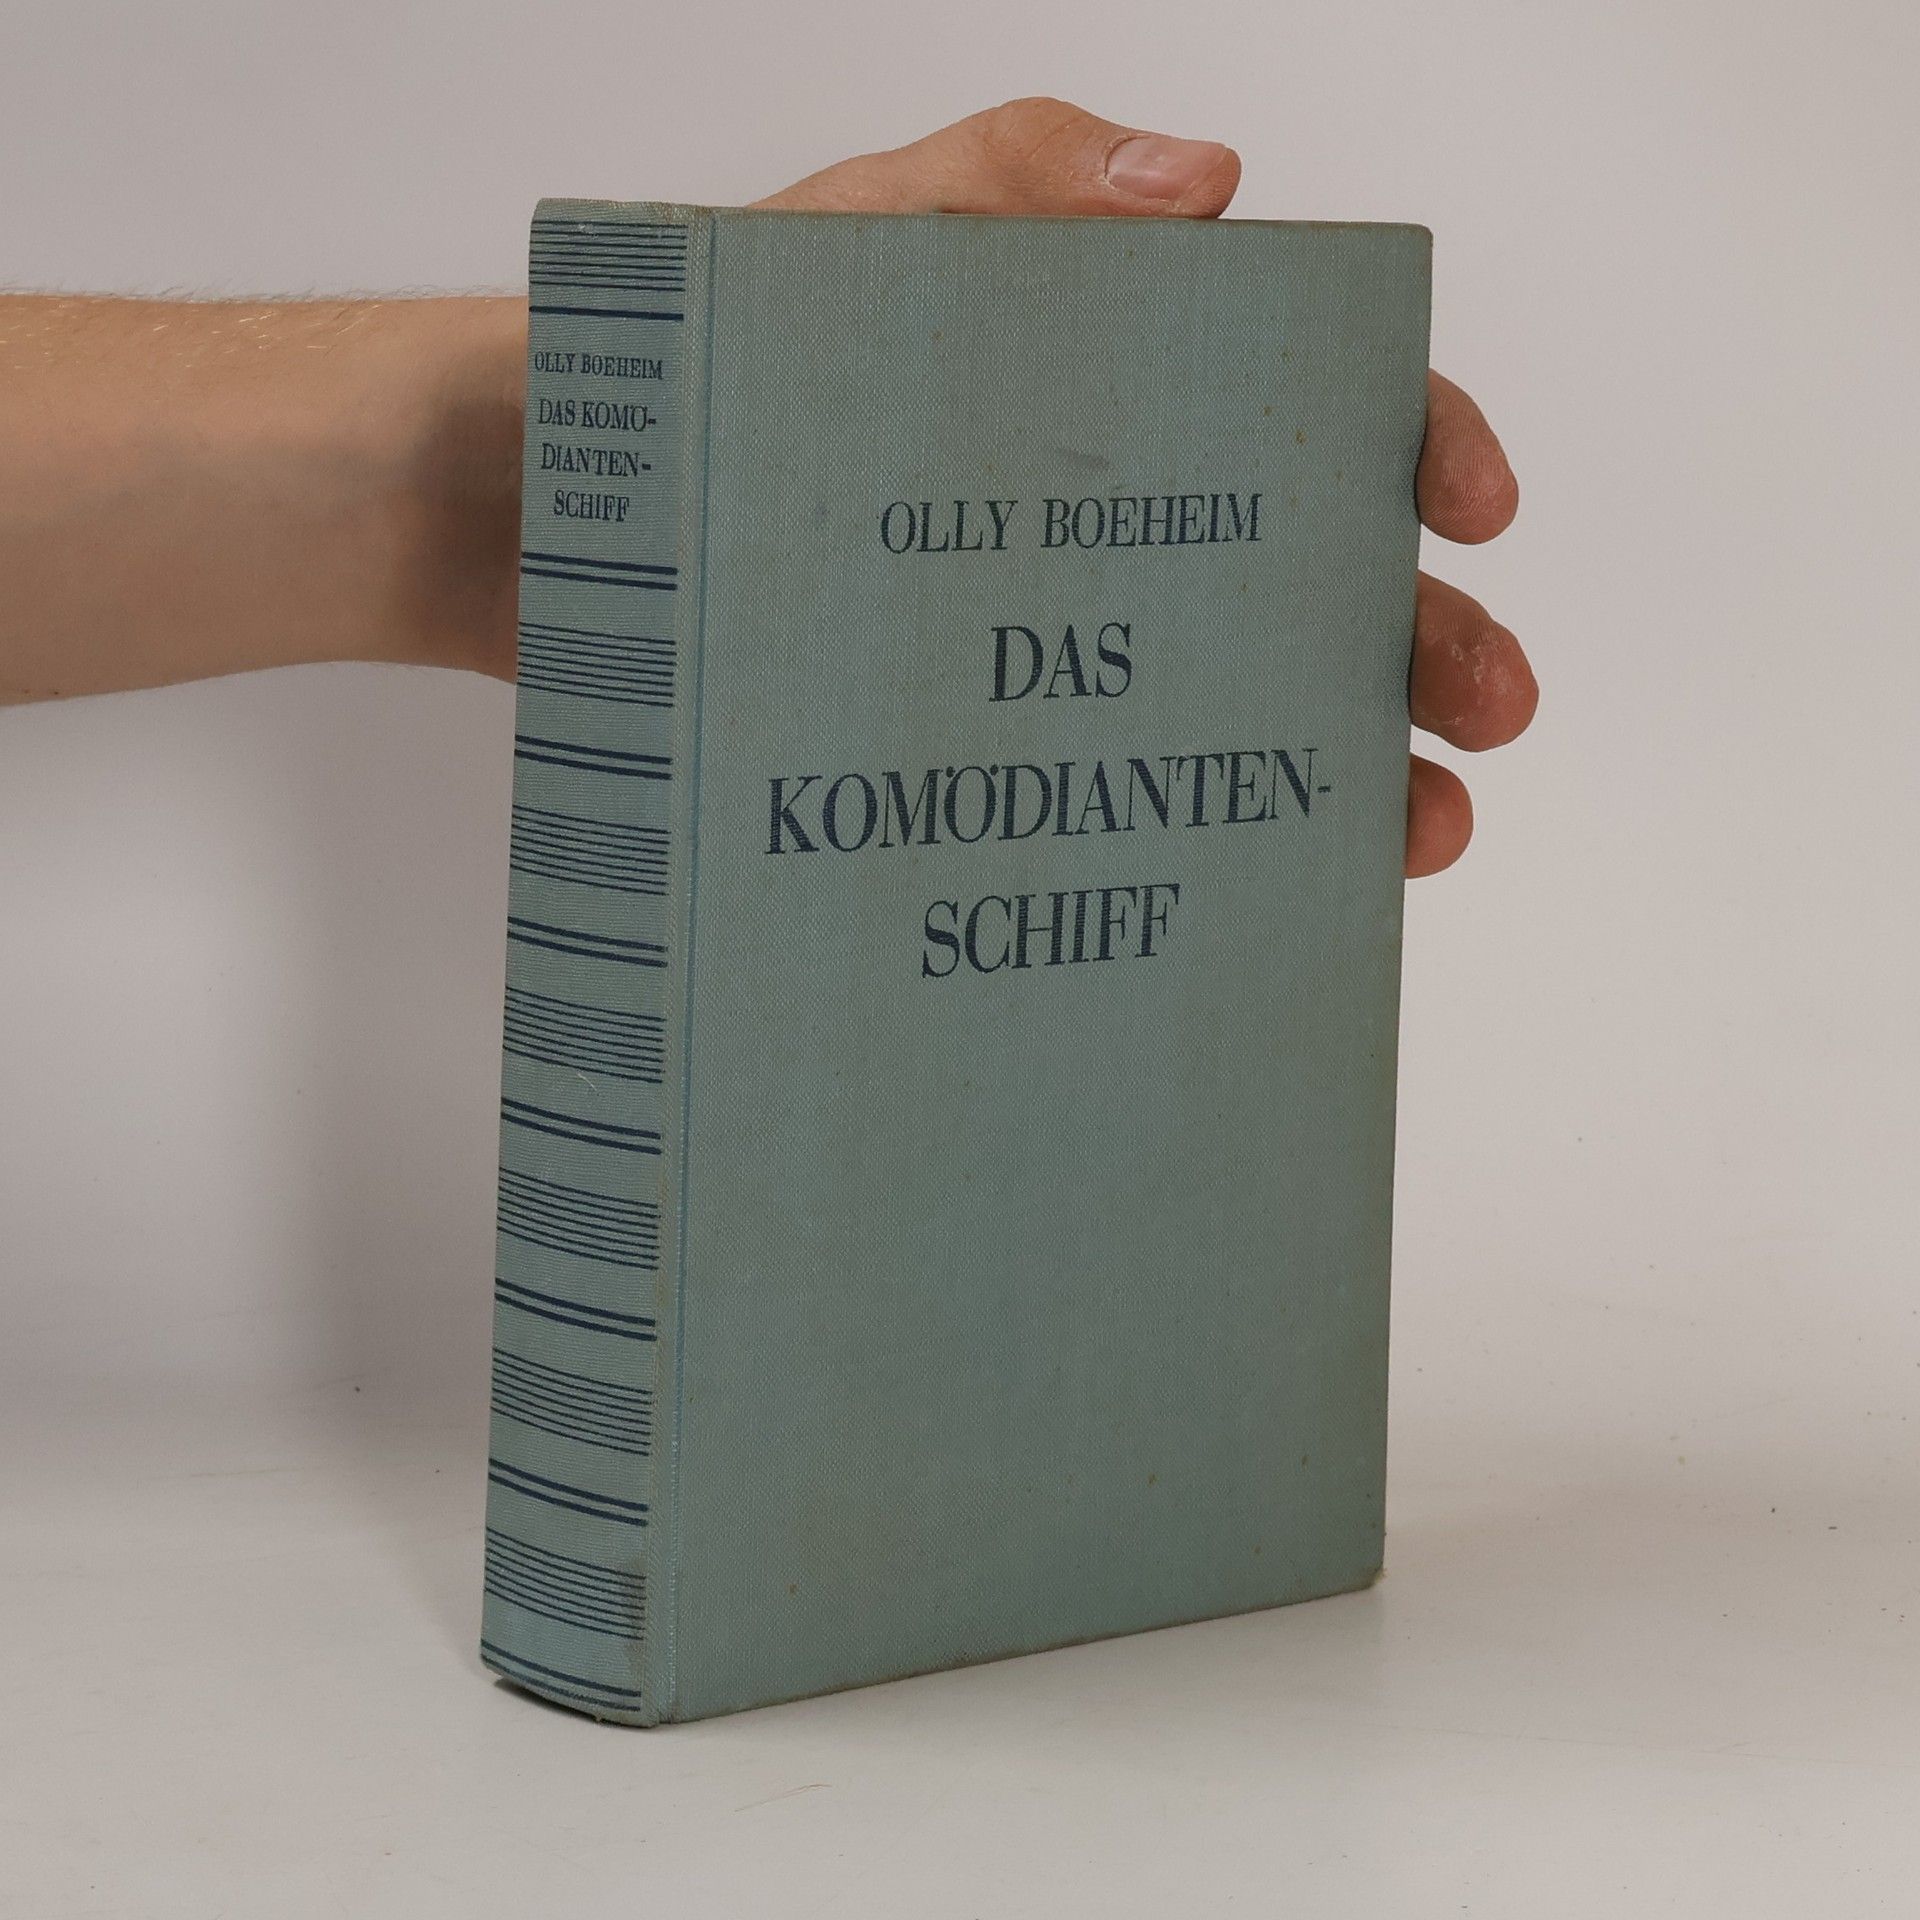 OLLY BOEHEIM
DAS KOMÖ-
DIANTEN-
SCHIFF
OLLY BOEHEIM
DAS
KOMÖDIANTEN-
SCHIFF